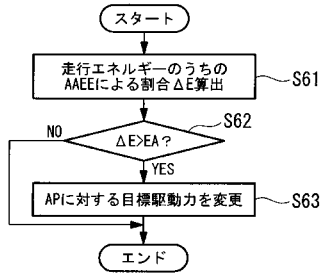 スタート
走行エネルギーのうちの
AAEEによる割合ΔE算出
S61
S62
ΔE>EA?
NO
YES
APに対する目標駆動力を変更
S63
エンド